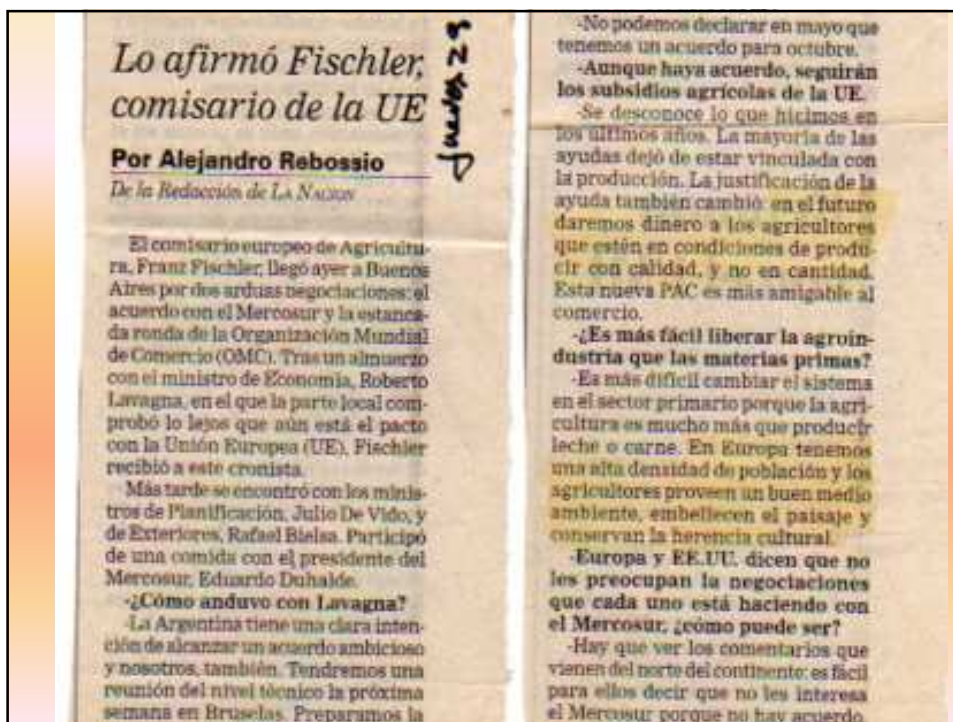 Lo afirmó Fischler,
comisario de la UE
Por Alejandro Rebossio
De la Redacción de LA NACION
El comisario europeo de Agricultu-
ra, Franz Fischler, llegó ayer a Buenos
Aires por dos arduas negociaciones: el
acuerdo con el Mercosur y la estanca-
da ronda de la Organización Mundial
de Comercio (OMC). Tras un almuerzo
con el ministro de Economía, Roberto
Lavagna, en el que la parte local com-
probó lo lejos que aún está el pacto
con la Unión Europea (UE), Fischler
recibió a este cronista.
Más tarde se encontró con los minis-
tros de Planificación, Julio De Vido, y
de Exteriores, Rafael Bielsa. Participó
de una comida con el presidente del
Mercosur, Eduardo Duhalde.
-¿Cómo anduvo con Lavagna?
-La Argentina tiene una clara inten-
ción de alcanzar un acuerdo ambicioso
y nosotros, también. Tendremos una
reunión del nivel técnico la próxima
semana en Bruselas. Preparamos la
-No podemos declarar en mayo que
tenemos un acuerdo para octubre.
-Aunque haya acuerdo, seguirán
los subsidios agrícolas de la UE.
-Se desconoce lo que hicimos en
los últimos años. La mayoría de las
ayudas dejó de estar vinculada con
la producción. La justificación de la
ayuda también cambió: en el futuro
daremos dinero a los agricultores
que estén en condiciones de produ-
cir con calidad, y no en cantidad.
Esta nueva PAC es más amigable al
comercio.
-¿Es más fácil liberar la agroin-
dustria que las materias primas?
-Es más difícil cambiar el sistema
en el sector primario porque la agri-
cultura es mucho más que producir
leche o carne. En Europa tenemos
una alta densidad de población y los
agricultores proveen un buen medio
ambiente, embellecen el paisaje y
conservan la herencia cultural.
-Europa y EE.UU. dicen que no
les preocupan la negociaciones
que cada uno está haciendo con
el Mercosur, ¿cómo puede ser?
-Hay que ver los comentarios que
vienen del norte del continente: es fácil
para ellos decir que no les interesa
el Mercosur porque no hay acuerdo.